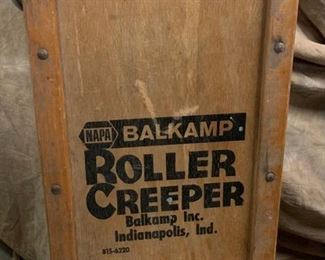 NAPA BALKAMP
ROLLER
CREEPER
Balkamp Inc.
Indianapolis, Ind.
815-6220